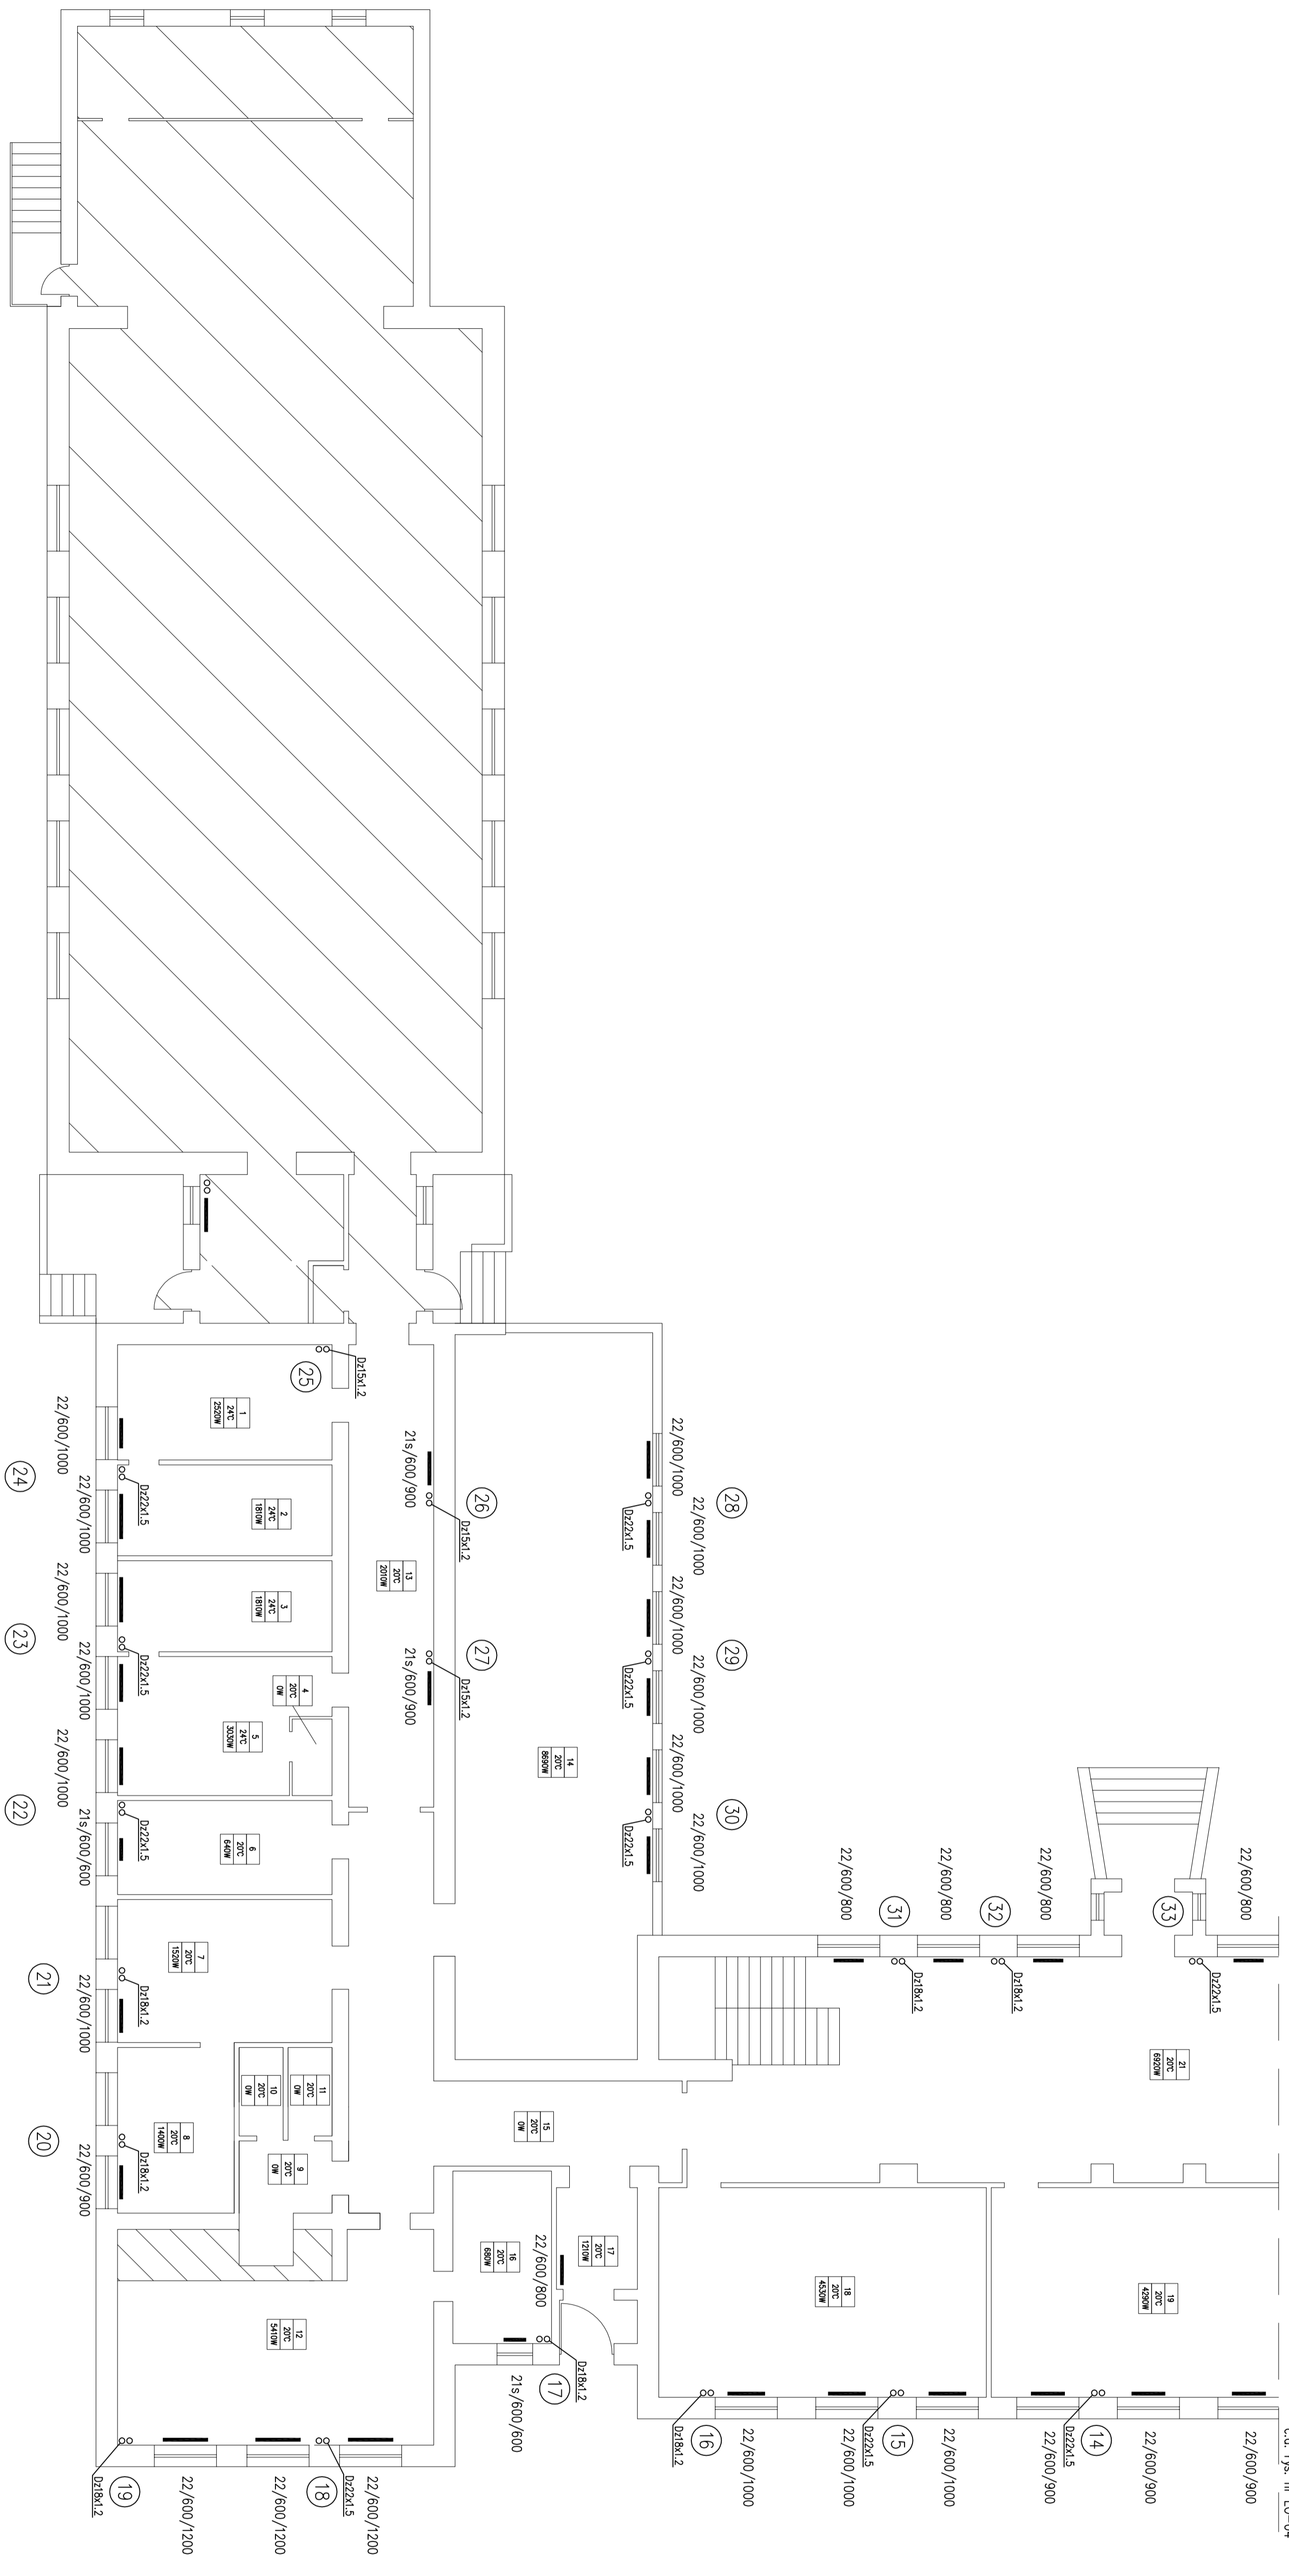 25
Dz15x1.2
1
24°C
2520W
22/600/1000
24
Dz22x1.5
22/600/1000
2
24°C
1810W
21s/600/900
26
Dz15x1.2
13
20°C
2010W
3
24°C
1810W
22/600/1000
23
Dz22x1.5
22/600/1000
4
20°C
0W
5
24°C
3030W
22/600/1000
27
Dz15x1.2
21s/600/900
22/600/1000
28
Dz22x1.5
22/600/1000
22/600/1000
29
Dz22x1.5
22/600/1000
14
20°C
8690W
22/600/1000
30
Dz22x1.5
22/600/1000
22
Dz22x1.5
21s/600/600
6
20°C
640W
7
20°C
1520W
21
Dz18x1.2
22/600/1000
11
20°C
0W
10
20°C
0W
9
20°C
0W
8
20°C
1400W
20
Dz18x1.2
22/600/900
12
20°C
5410W
19
Dz18x1.2
22/600/1200
22/600/1200
18
Dz22x1.5
22/600/1200
15
20°C
0W
16
20°C
680W
22/600/800
17
20°C
1210W
17
Dz18x1.2
21s/600/600
22/600/800
31
Dz18x1.2
22/600/800
32
Dz18x1.2
22/600/800
33
Dz22x1.5
22/600/800
21
20°C
6920W
18
20°C
4530W
19
20°C
4290W
16
Dz18x1.2
22/600/1000
22/600/1000
15
Dz22x1.5
22/600/1000
22/600/900
14
Dz22x1.5
22/600/900
22/600/900